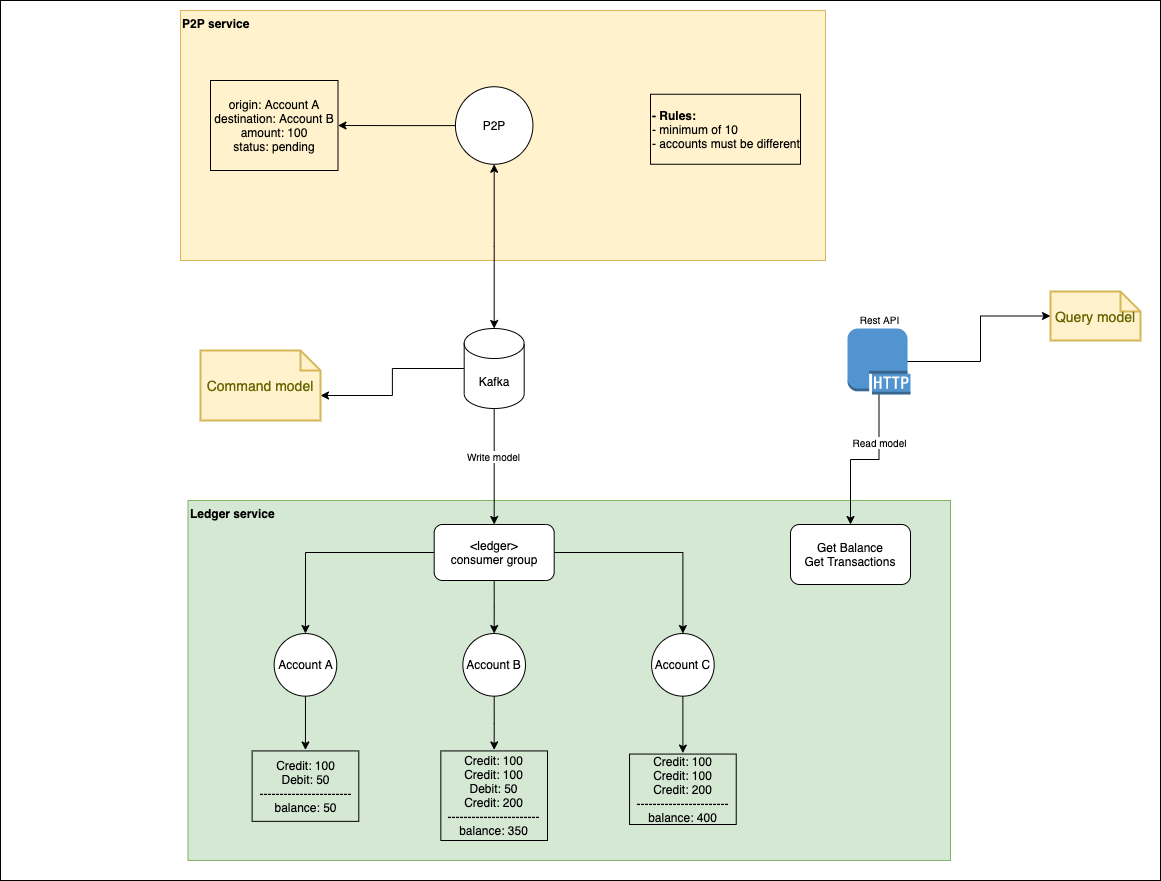 P2P service
origin: Account A
destination: Account B
amount: 100
status: pending
P2P
- Rules:
- minimum of 10
- accounts must be different
Rest API
HTTP
Query model
Command model
Kafka
Write model
Read model
Ledger service
<ledger>
consumer group
Get Balance
Get Transactions
Account A
Account B
Account C
Credit: 100
Debit: 50
-----------------------
balance: 50
Credit: 100
Credit: 100
Debit: 50
Credit: 200
-----------------------
balance: 350
Credit: 100
Credit: 100
Credit: 200
-----------------------
balance: 400